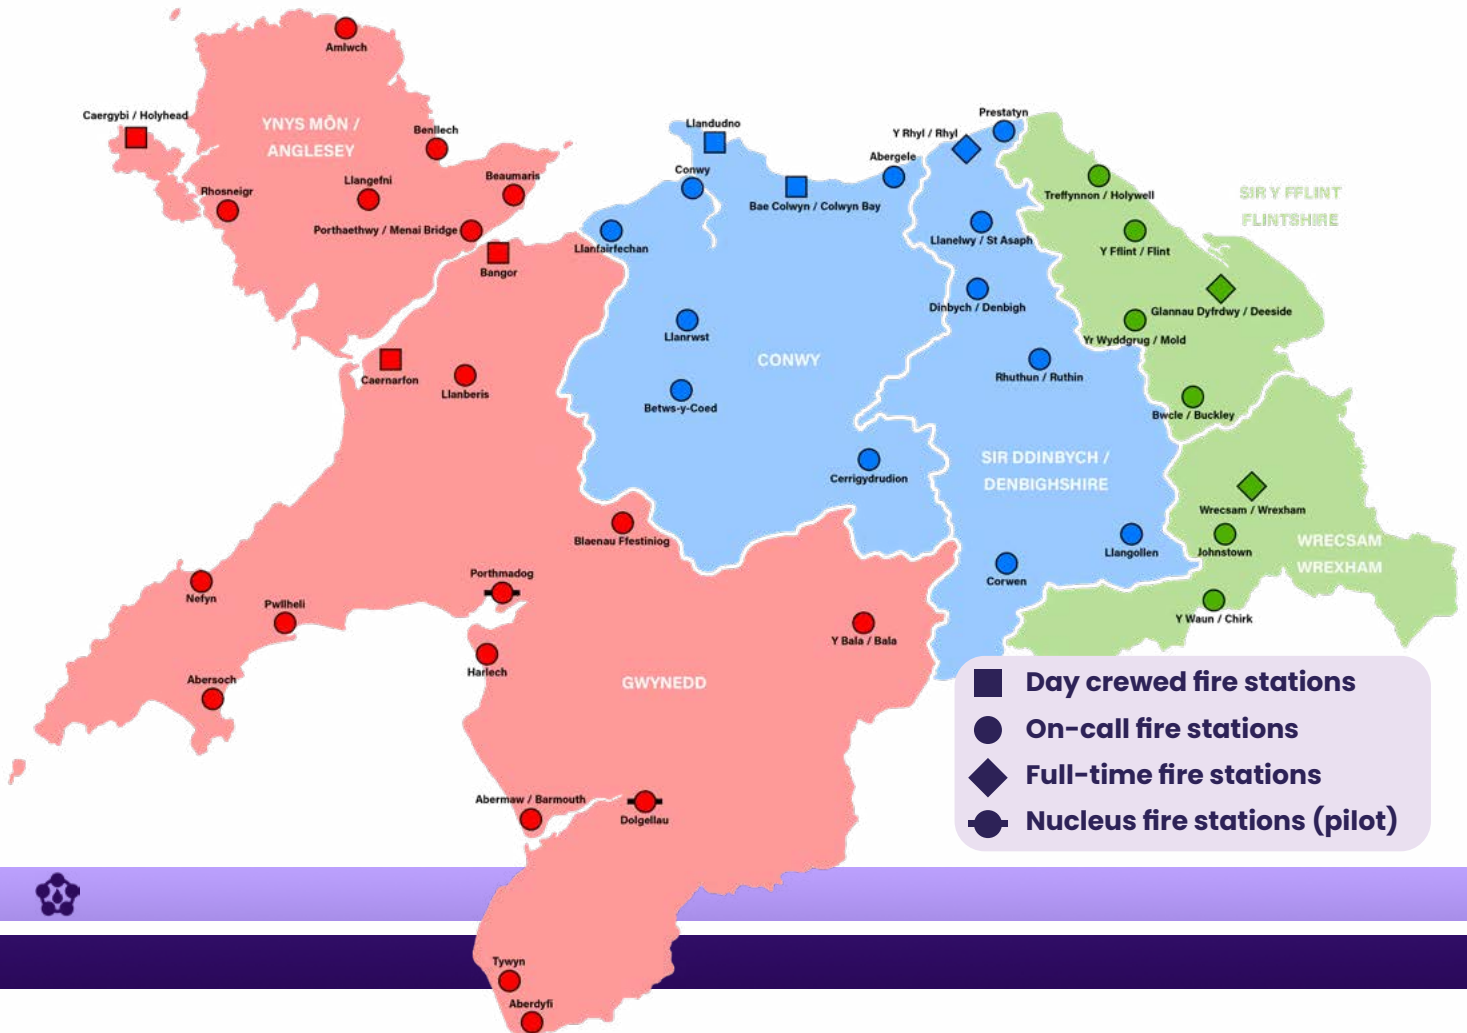 Amlwch
Caergybi / Holyhead
YNYS MÔN /
ANGLESEY
Benllech
Llangefni
Beaumaris
Rhosneigr
Porthaethwy / Menai Bridge
Bangor
Caernarfon
Llanberis
Llandudno
Conwy
Bae Colwyn / Colwyn Bay
Abergele
Llanfairfechan
Llanrwst
CONWY
Betws-y-Coed
Cerrigydrudion
Prestatyn
Y Rhyl / Rhyl
Llanelwy / St Asaph
Dinbych / Denbigh
Rhuthun / Ruthin
SIR DDINBYCH /
DENBIGHSHIRE
Llangollen
Corwen
Treffynnon / Holywell
SIR Y FFLINT
FLINTSHIRE
Y Fflint / Flint
Glannau Dyfrdwy / Deeside
Yr Wyddgrug / Mold
Bwcle / Buckley
Wrecsam / Wrexham
Johnstown
WRECSAM
WREXHAM
Y Waun / Chirk
Blaenau Ffestiniog
Porthmadog
Nefyn
Pwllheli
Abersoch
Harlech
GWYNEDD
Y Bala / Bala
Abermaw / Barmouth
Dolgellau
Tywyn
Aberdyfi
Day crewed fire stations
On-call fire stations
Full-time fire stations
Nucleus fire stations (pilot)